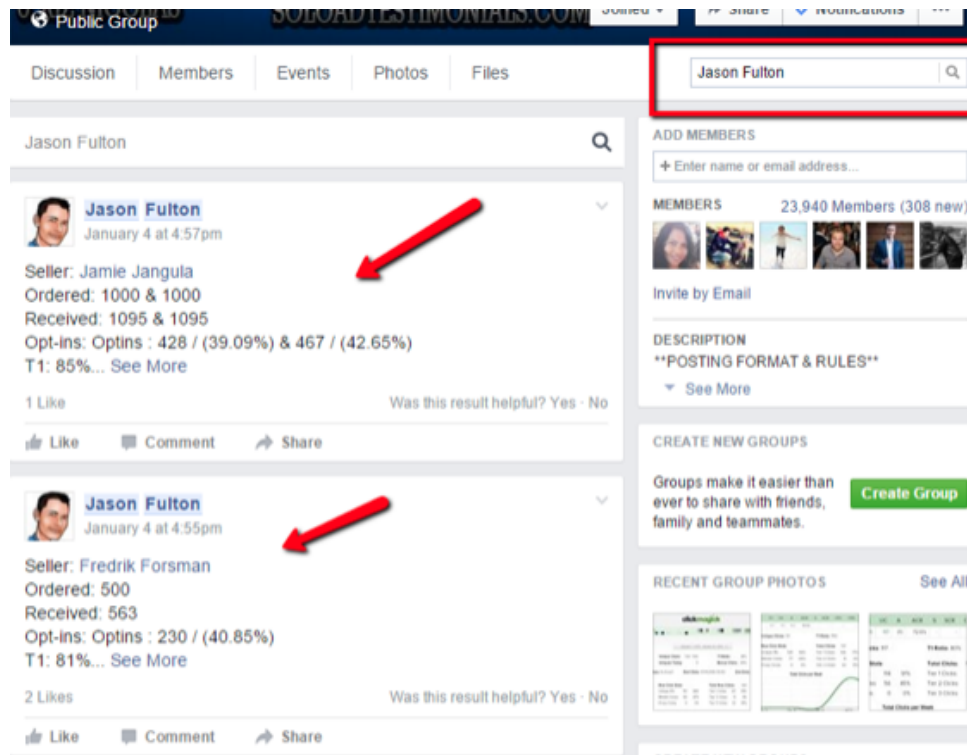 SOLOADTESTIMONIALS.COM
Joined
Share
Notifications
Public Group
Discussion Members Events Photos Files
Jason Fulton
Jason Fulton
Jason Fulton
January 4 at 4:57pm
Seller: Jamie Jangula
Ordered: 1000 & 1000
Received: 1095 & 1095
Opt-ins: Optins : 428 / (39.09%) & 467 / (42.65%)
T1: 85%... See More
1 Like Was this result helpful? Yes · No
Like Comment Share
Jason Fulton
January 4 at 4:55pm
Seller: Fredrik Forsman
Ordered: 500
Received: 563
Opt-ins: Optins : 230 / (40.85%)
T1: 81%... See More
2 Likes Was this result helpful? Yes · No
Like Comment Share
ADD MEMBERS
+ Enter name or email address...
MEMBERS 23,940 Members (308 new)
Invite by Email
DESCRIPTION
**POSTING FORMAT & RULES**
See More
CREATE NEW GROUPS
Groups make it easier than
ever to share with friends,
family and teammates.
Create Group
RECENT GROUP PHOTOS See All
clickmagick